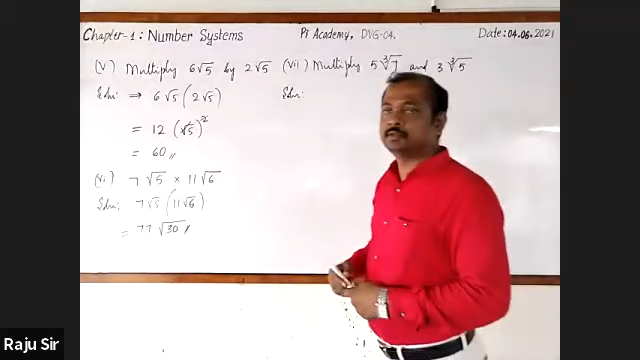 Chapter-1: Number Systems Pi Academy, DVG-04. Date: 04.06.2021
(v) Multiply 6√5 by 2√5
Soln: ⇒ 6√5 (2√5)
= 12 (√5)²
= 60 //
(vi) 7√5 × 11√6
Soln: 7√5 (11√6)
= 77 √30 //
(vii) Multiply 5∛7 and 3∛5
Soln:
Raju Sir